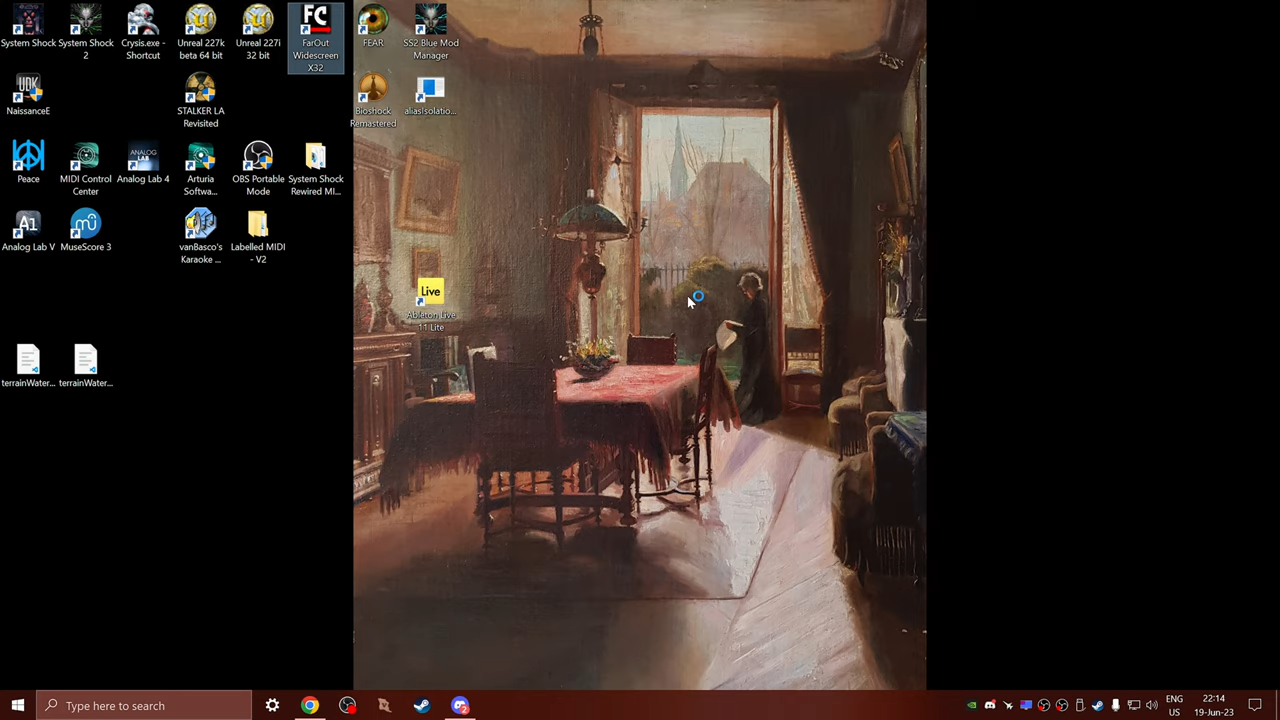 System Shock
System Shock
2
Crysis.exe -
Shortcut
Unreal 227k
beta 64 bit
Unreal 227i
32 bit
FC
FarOut
Widescreen
X32
FEAR
SS2 Blue Mod
Manager
UDK
NaissanceE
STALKER LA
Revisited
Bioshock
Remastered
aliasIsolatio...
Peace
MIDI Control
Center
ANALOG
LAB
Analog Lab 4
Arturia
Softwa...
OBS Portable
Mode
System Shock
Rewired MI...
Analog Lab V
MuseScore 3
vanBasco's
Karaoke ...
Labelled MIDI
- V2
Live
Ableton Live
11 Lite
terrainWater...
terrainWater...
Type here to search
ENG
US
22:14
19-Jun-23